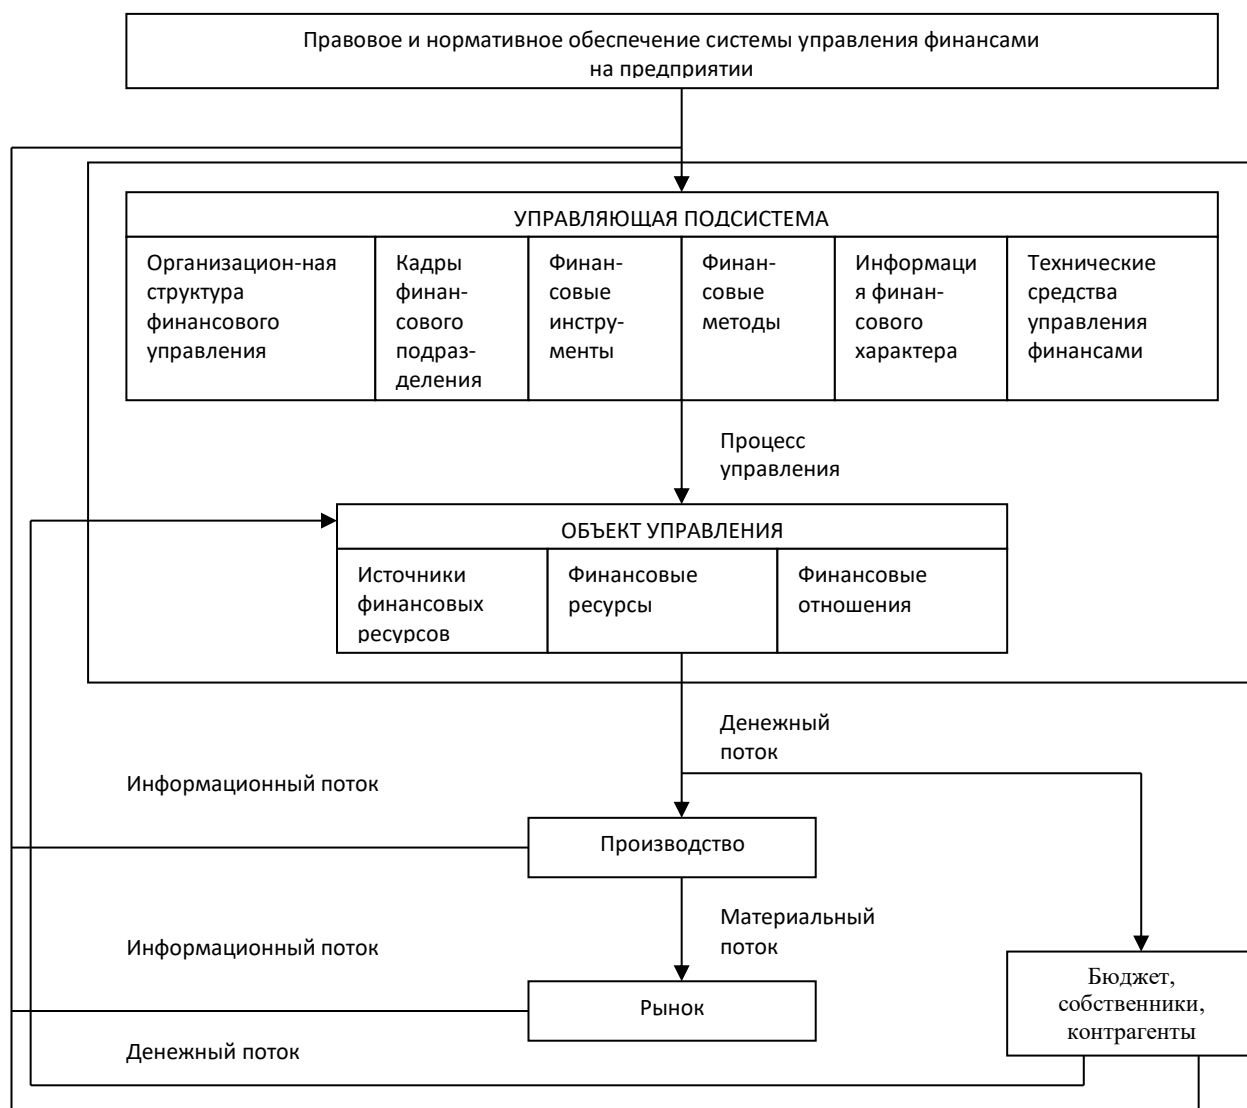 Правовое и нормативное обеспечение системы управления финансами
на предприятии
УПРАВЛЯЮЩАЯ ПОДСИСТЕМА
Организацион-ная
структура
финансового
управления
Кадры
финан-
сового
подраз-
деления
Финан-
совые
инстру-
менты
Финан-
совые
методы
Информаци
я финан-
сового
характера
Технические
средства
управления
финансами
Процесс
управления
ОБЪЕКТ УПРАВЛЕНИЯ
Источники
финансовых
ресурсов
Финансовые
ресурсы
Финансовые
отношения
Денежный
поток
Информационный поток
Производство
Материальный
поток
Информационный поток
Бюджет,
собственники,
контрагенты
Рынок
Денежный поток